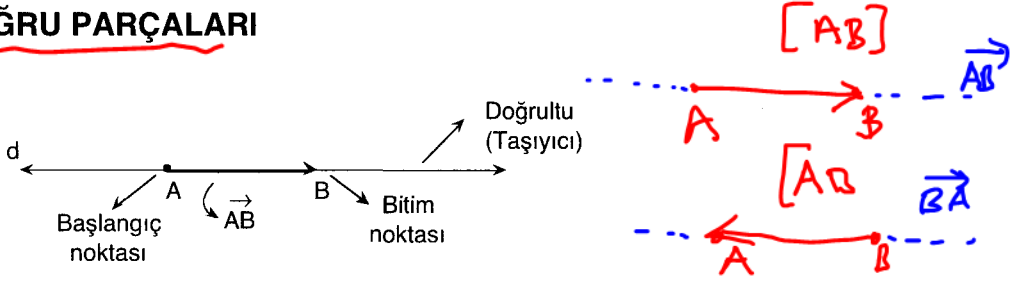 ĞRU PARÇALARI
d
A
B
Başlangıç
noktası
AB
Bitim
noktası
Doğrultu
(Taşıyıcı)
[AB]
A
B
AB
[AB
A
B
BA